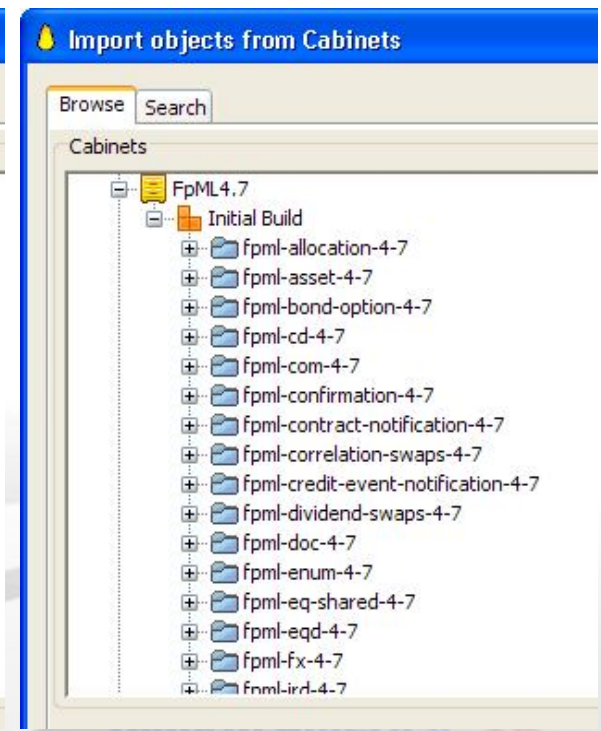 Import objects from Cabinets
Browse
Search
Cabinets
FpML4.7
Initial Build
fpml-allocation-4-7
fpml-asset-4-7
fpml-bond-option-4-7
fpml-cd-4-7
fpml-com-4-7
fpml-confirmation-4-7
fpml-contract-notification-4-7
fpml-correlation-swaps-4-7
fpml-credit-event-notification-4-7
fpml-dividend-swaps-4-7
fpml-doc-4-7
fpml-enum-4-7
fpml-eq-shared-4-7
fpml-eqd-4-7
fpml-fx-4-7
fpml-ird-4-7